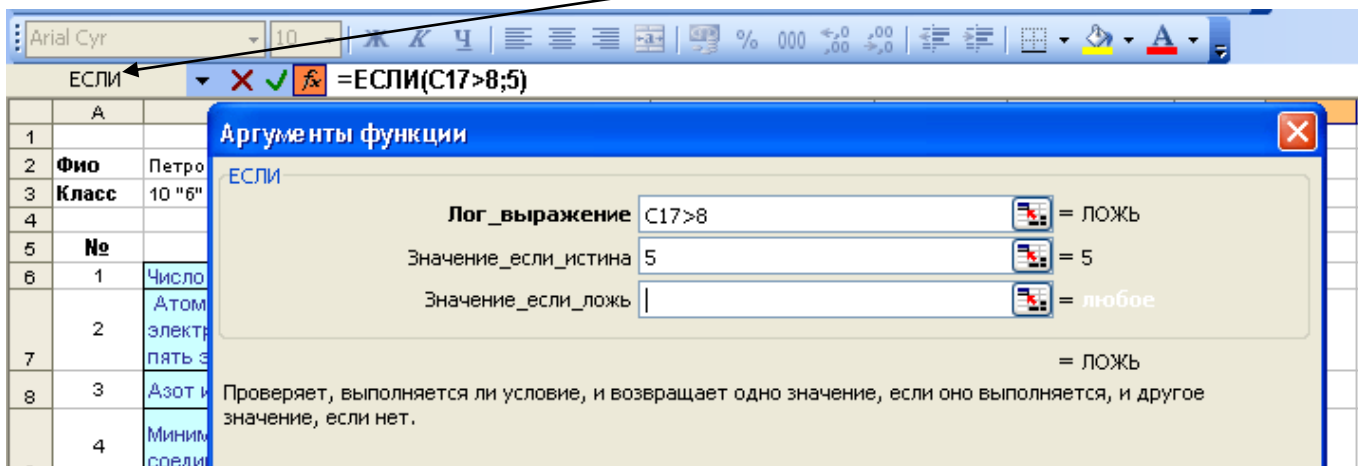 Arial Cyr 10 Ж К Ч % 000
ЕСЛИ =ЕСЛИ(C17>8;5)
A
1
2 Фио Петро
3 Класс 10 "6"
4
5 №
6 1 Число
Атом
2 электр
7 пять э
8 3 Азот и
Миним
4
соедин
Аргументы функции
ЕСЛИ
Лог_выражение C17>8 = ЛОЖЬ
Значение_если_истина 5 = 5
Значение_если_ложь = любое
= ЛОЖЬ
Проверяет, выполняется ли условие, и возвращает одно значение, если оно выполняется, и другое
значение, если нет.